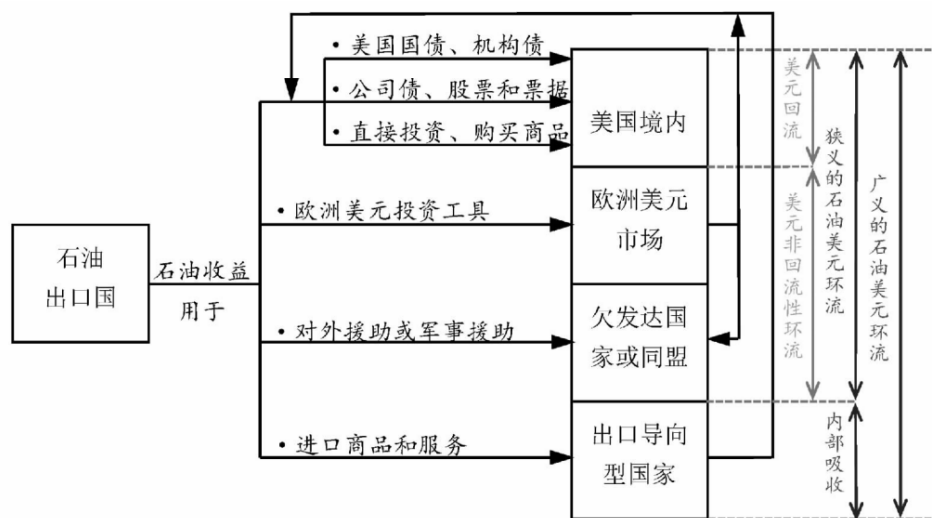 · 美国国债、机构债
· 公司债、股票和票据
· 直接投资、购买商品
美国境内
· 欧洲美元投资工具
欧洲美元
市场
石油
出口国
石油收益
用于
· 对外援助或军事援助
欠发达国
家或同盟
· 进口商品和服务
出口导向
型国家
美元回流
美元非回流性环流
狭义的石油美元环流
内部吸收
广义的石油美元环流